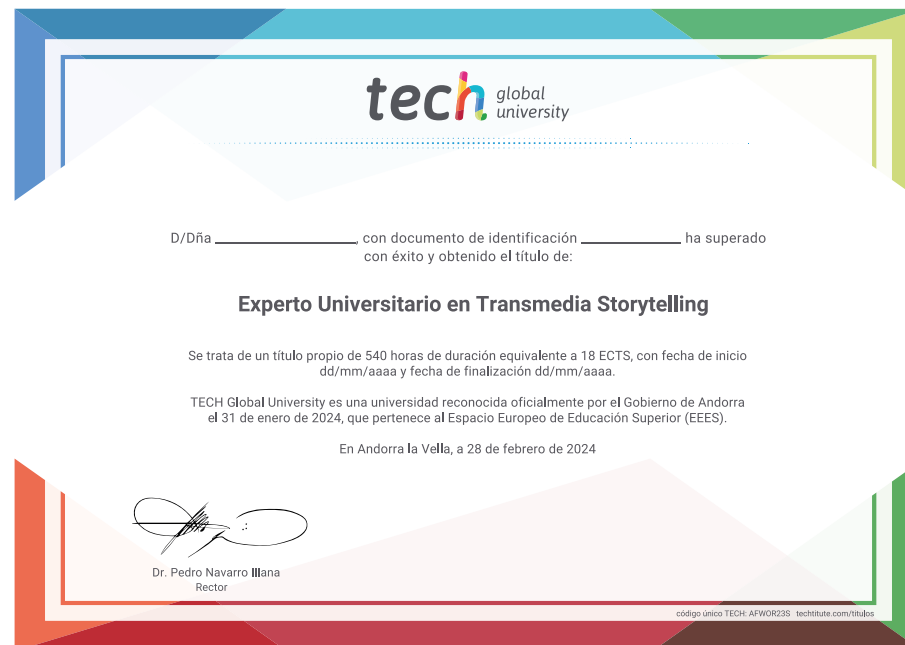 tech global university
D/Dña ____________________, con documento de identificación ______________ ha superado
con éxito y obtenido el título de:
Experto Universitario en Transmedia Storytelling
Se trata de un título propio de 540 horas de duración equivalente a 18 ECTS, con fecha de inicio
dd/mm/aaaa y fecha de finalización dd/mm/aaaa.
TECH Global University es una universidad reconocida oficialmente por el Gobierno de Andorra
el 31 de enero de 2024, que pertenece al Espacio Europeo de Educación Superior (EEES).
En Andorra la Vella, a 28 de febrero de 2024
Dr. Pedro Navarro Illana
Rector
código único TECH: AFWOR23S techtitute.com/titulos